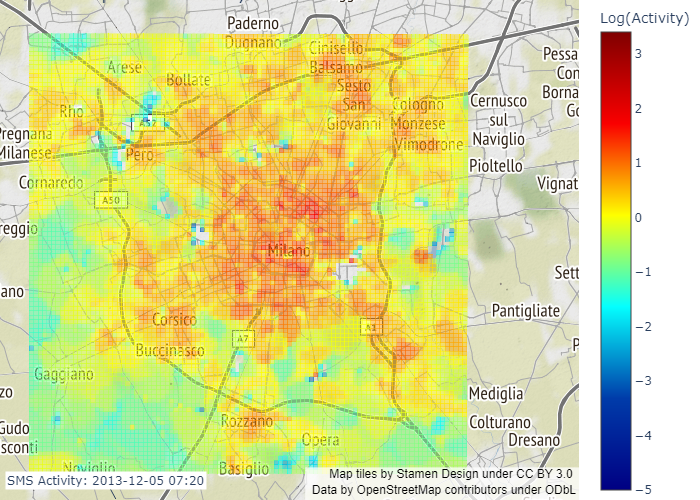 Paderno
Dugnano
Log(Activity)
Cinisello
Balsamo
Arese
Bollate
Sesto
San
Giovanni
Pessa
Con
Borna
Go
Rho
A52
Cologno
Monzese
Cernusco
sul
Naviglio
Pregnana
Milanese
Pero
Vimodrone
Pioltello
Cornaredo
Vignat
A50
reggio
Milano
Sett
ano
Pantigliate
Corsico
A1
A7
P
Buccinasco
Gaggiano
zo
Mediglia
Rozzano
Colturano
Gudo
sconti
Opera
Dresano
Noviglio
Basiglio
3
2
1
0
−1
−2
−3
−4
−5
SMS Activity: 2013-12-05 07:20
Map tiles by Stamen Design under CC BY 3.0
Data by OpenStreetMap contributors under ODbL